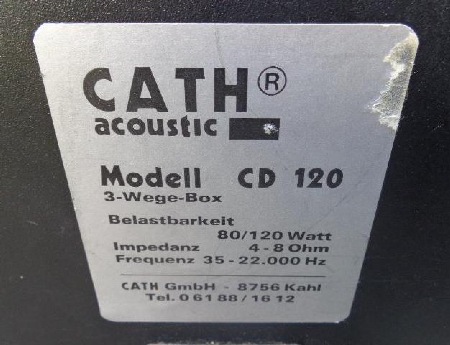 CATH®
acoustic
Modell CD 120
3-Wege-Box
Belastbarkeit
80/120 Watt
Impedanz 4-8 Ohm
Frequenz 35-22.000 Hz
CATH GmbH - 8756 Kahl
Tel. 0 61 88 / 16 12